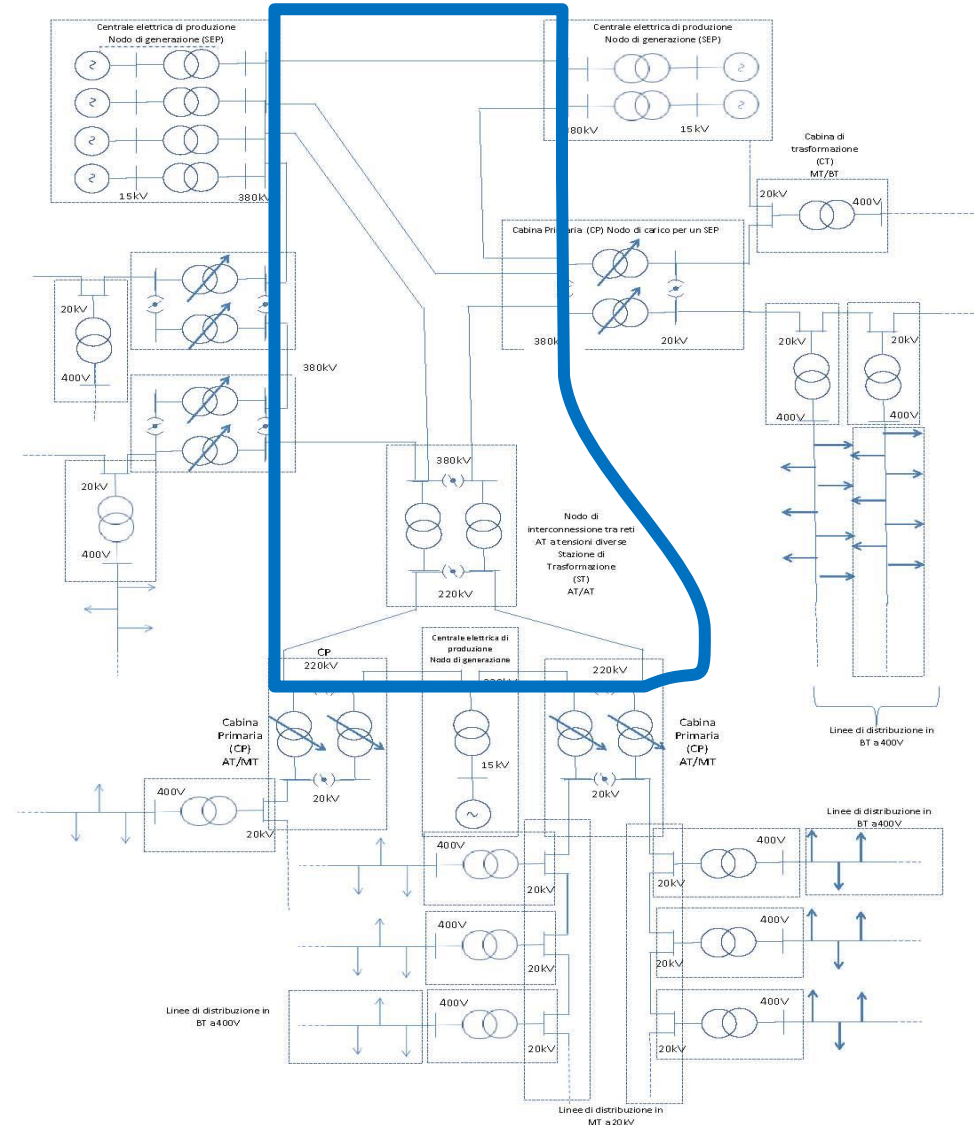 Centrale elettrica di produzione
Nodo di generazione (SEP)
15kV
380kV
Centrale elettrica di produzione
Nodo di generazione (SEP)
380kV
15kV
Cabina di
trasformazione
(CT)
MT/BT
20kV
400V
Cabina Primaria (CP) Nodo di carico per un SEP
380kV
20kV
20kV
400V
380kV
20kV
400V
20kV
400V
20kV
400V
380kV
220kV
Nodo di
interconnessione tra reti
AT a tensioni diverse
Stazione di
Trasformazione
(ST)
AT/AT
Linee di distribuzione in
BT a 400V
CP
220kV
Centrale elettrica di
produzione
Nodo di generazione
220kV
Cabina
Primaria
(CP)
AT/MT
20kV
15kV
20kV
Cabina
Primaria
(CP)
AT/MT
400V
20kV
Linee di distribuzione in
BT a 400V
400V
20kV
400V
20kV
400V
20kV
400V
20kV
400V
20kV
400V
20kV
Linee di distribuzione in
BT a 400V
Linee di distribuzione in
MT a 20kV